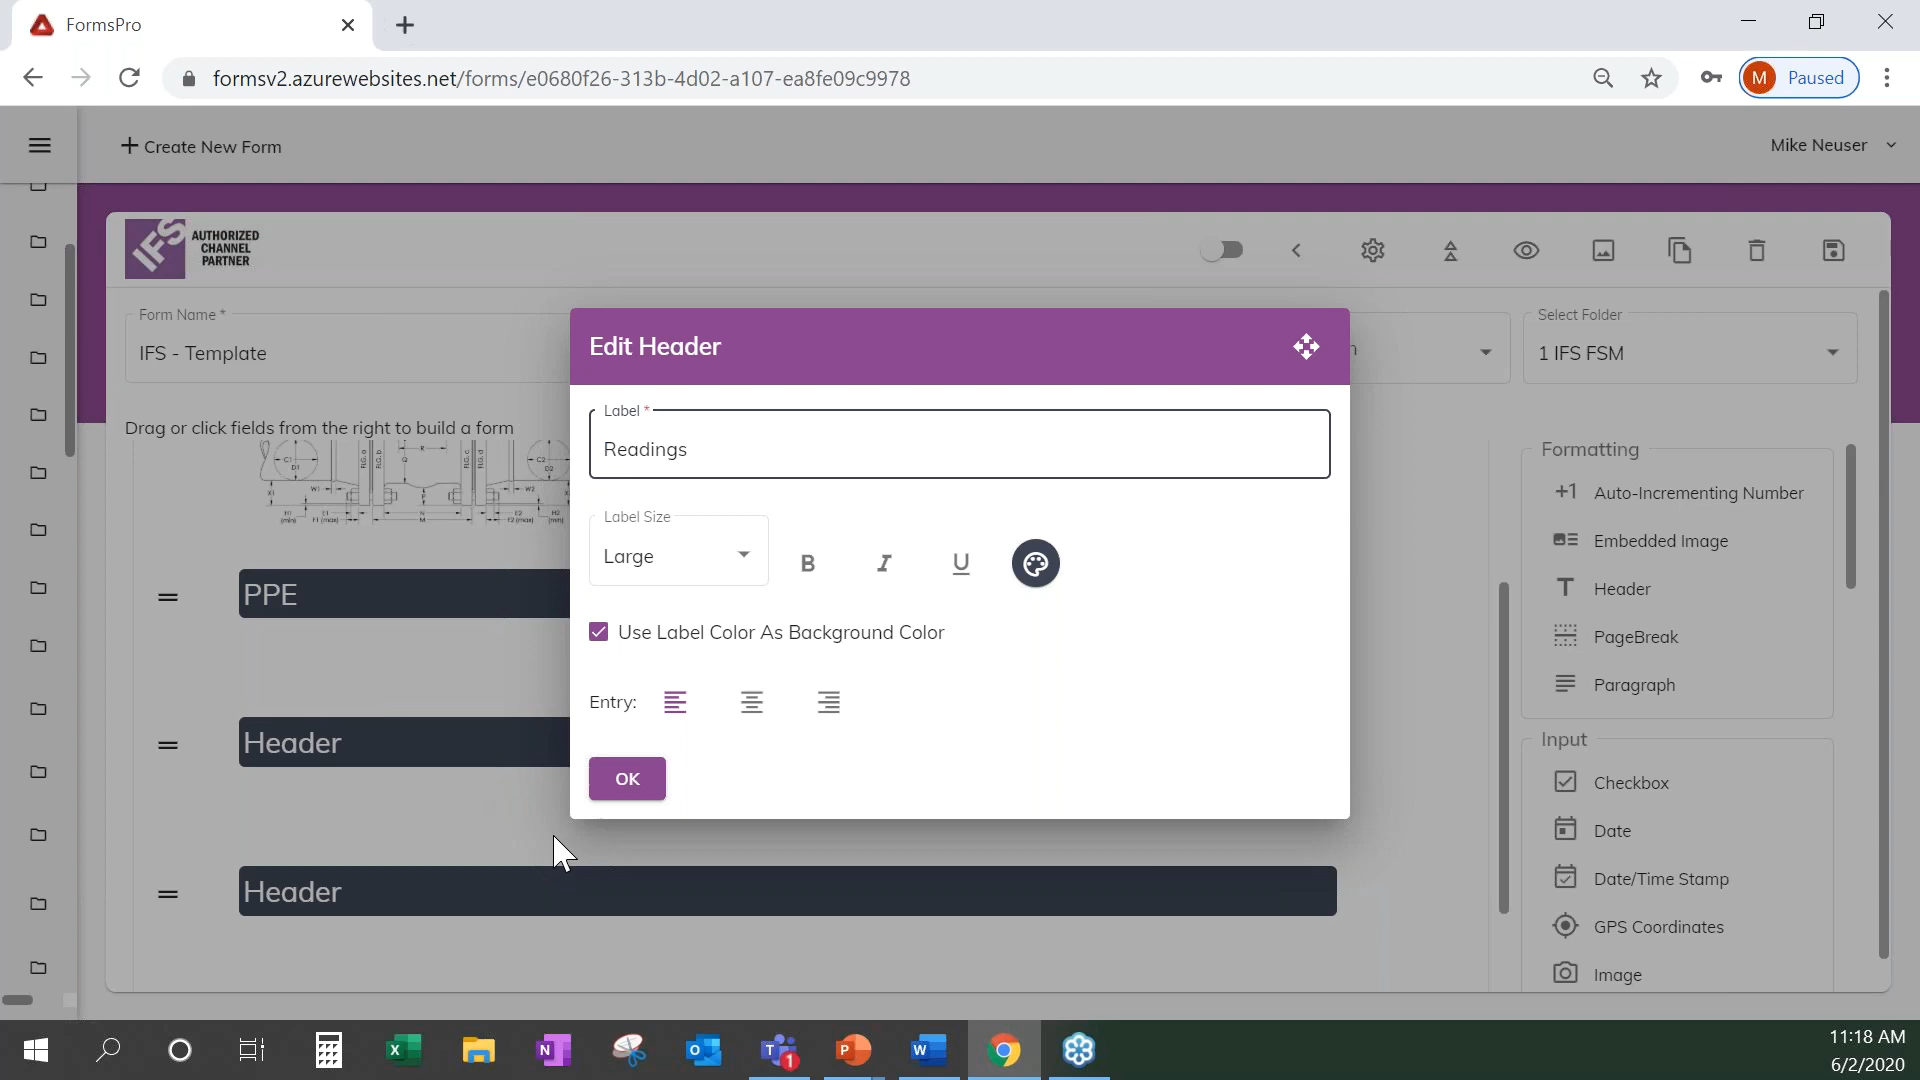 FormsPro
formsv2.azurewebsites.net/forms/e0680f26-313b-4d02-a107-ea8fe09c9978
M Paused
Create New Form
Mike Neuser
IFS AUTHORIZED
CHANNEL
PARTNER
Form Name *
IFS - Template
Select Folder
1 IFS FSM
Drag or click fields from the right to build a form
Edit Header
Label *
Readings
Label Size
Large
B I U
Use Label Color As Background Color
Entry:
OK
PPE
Header
Header
Formatting
+1 Auto-Incrementing Number
Embedded Image
T Header
PageBreak
Paragraph
Input
Checkbox
Date
Date/Time Stamp
GPS Coordinates
Image
11:18 AM
6/2/2020